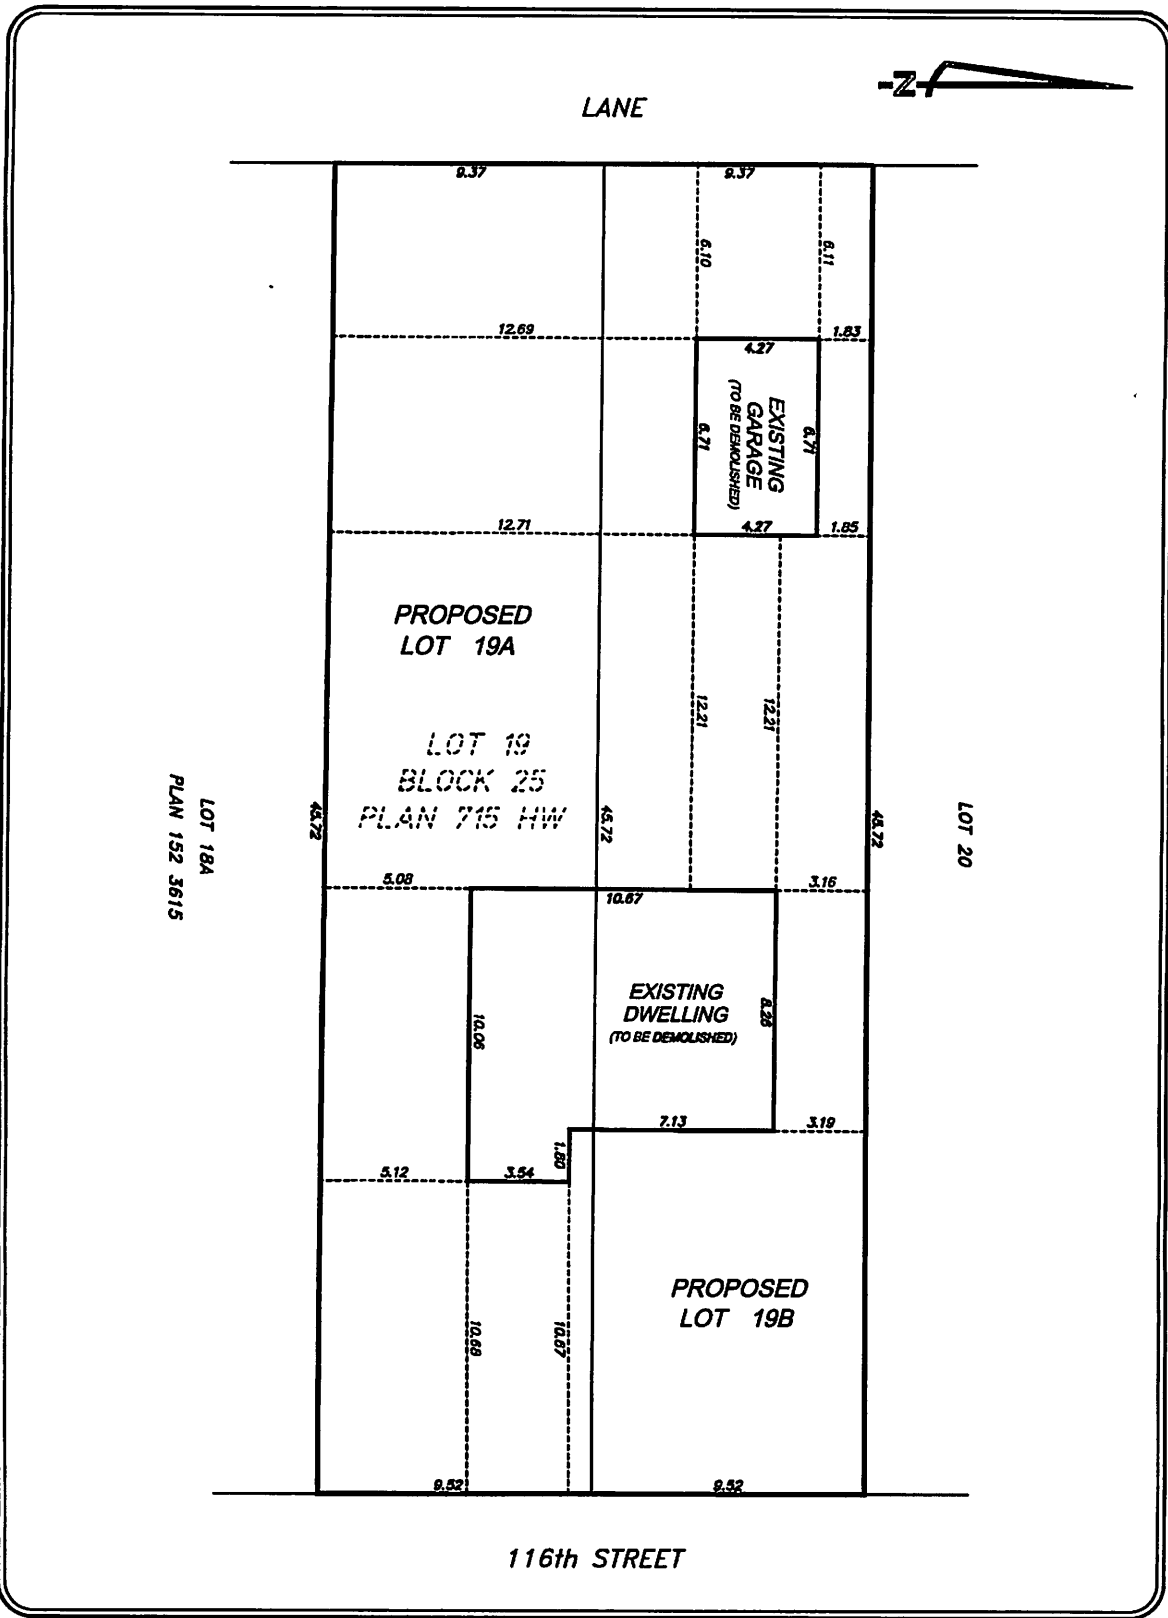 N
LANE
9.37
9.37
6.10
6.11
12.69
4.27
1.83
EXISTING
GARAGE
(TO BE DEMOLISHED)
6.71
6.71
12.71
4.27
1.85
PROPOSED
LOT 19A
12.21
12.21
LOT 19
BLOCK 25
PLAN 715 HW
45.72
45.72
45.72
LOT 18A
PLAN 152 3615
LOT 20
5.08
10.67
3.16
EXISTING
DWELLING
(TO BE DEMOLISHED)
10.06
8.26
7.13
3.19
1.80
5.12
3.54
PROPOSED
LOT 19B
10.68
10.67
9.52
9.52
116th STREET